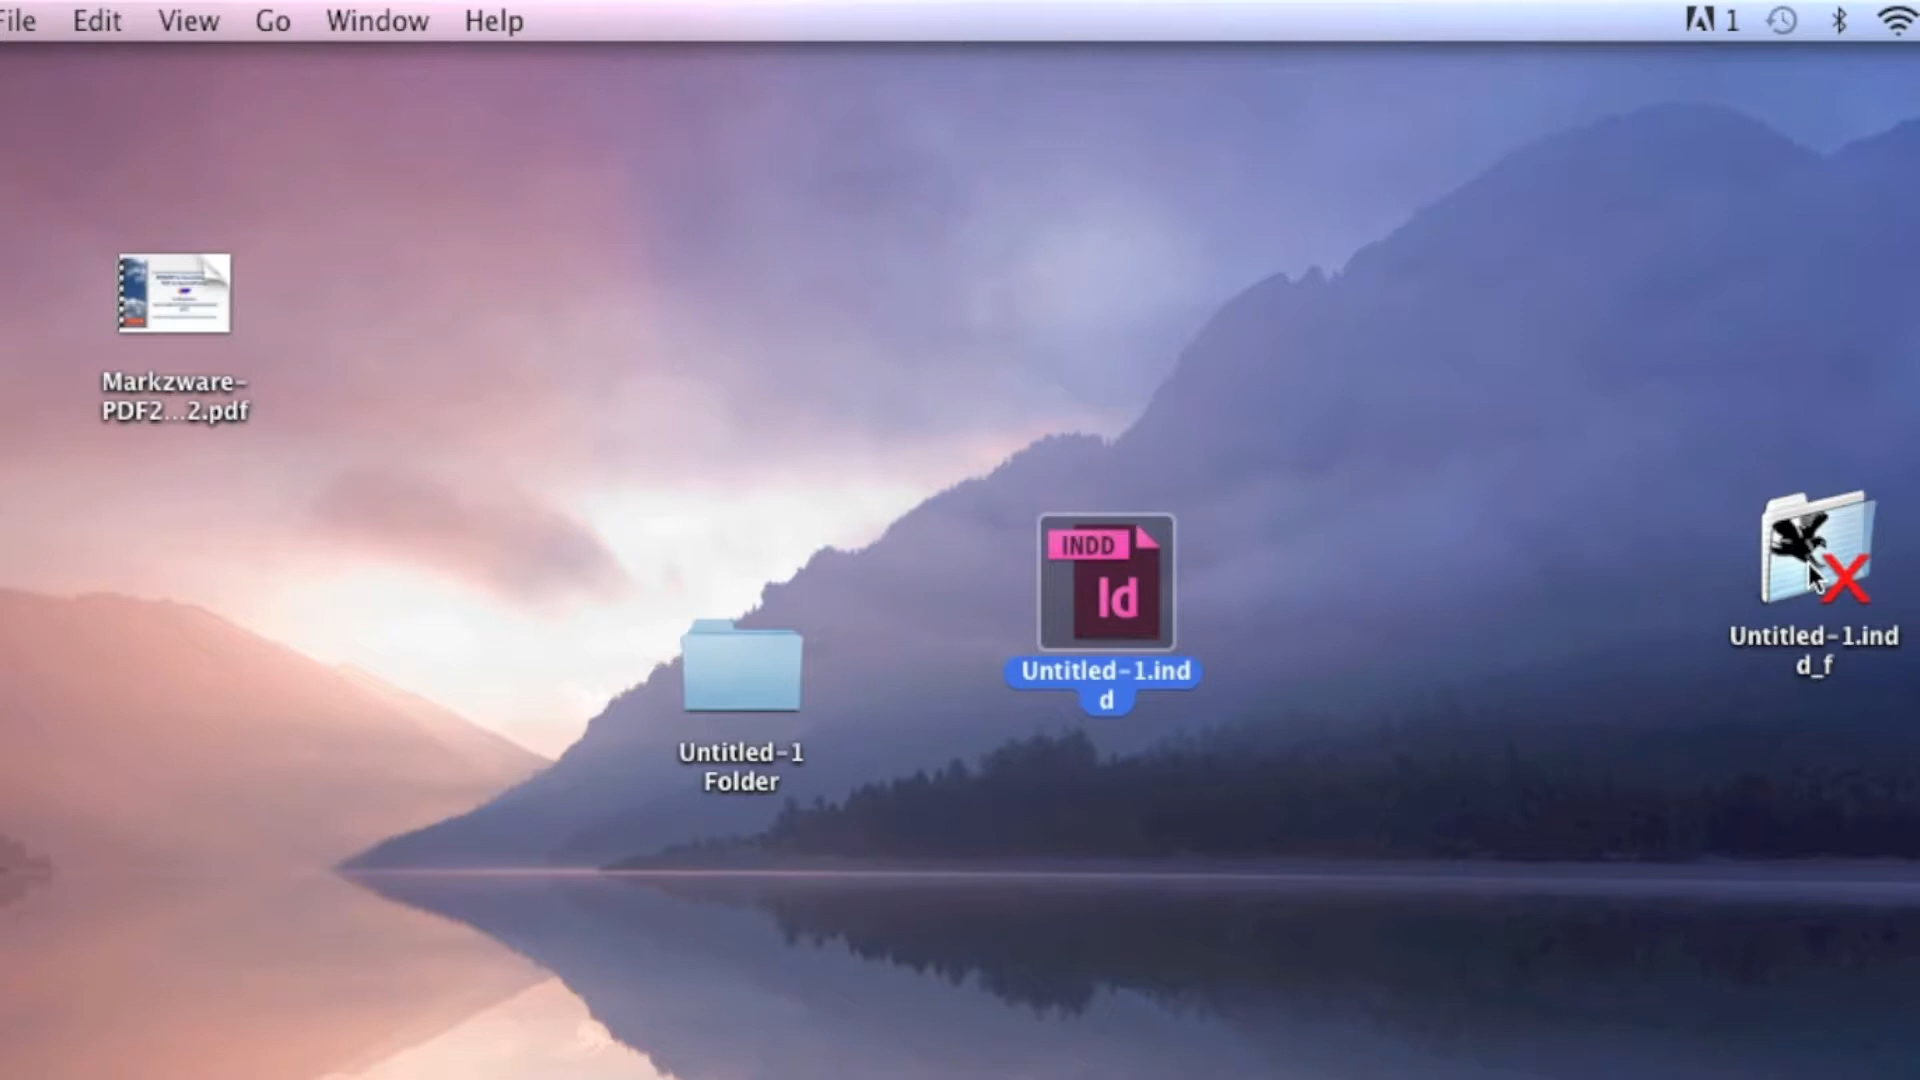 File Edit View Go Window Help 1
Markzware-
PDF2...2.pdf
INDD
Id
Untitled-1.ind
d
Untitled-1
Folder
Untitled-1.ind
d_f